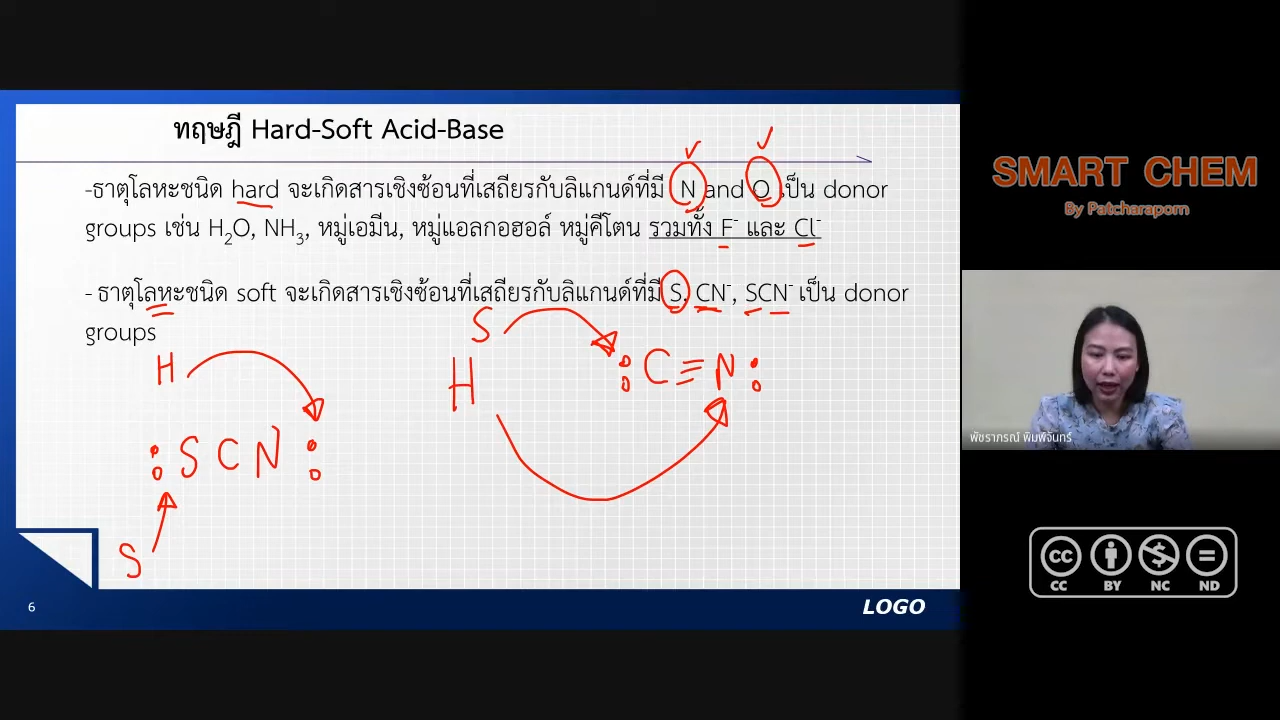 ทฤษฎี Hard-Soft Acid-Base
-ธาตุโลหะชนิด hard จะเกิดสารเชิงซ้อนที่เสถียรกับลิแกนด์ที่มี N and O เป็น donor
groups เช่น H2O, NH3, หมู่เอมีน, หมู่แอลกอฮอล์ หมู่คีโตน รวมทั้ง F- และ Cl-
- ธาตุโลหะชนิด soft จะเกิดสารเชิงซ้อนที่เสถียรกับลิแกนด์ที่มี S, CN-, SCN- เป็น donor
groups
S
H
H
:C≡N:
:SCN:
S
6
LOGO
SMART CHEM
By Patcharaporn
พัชราภรณ์ พิมพ์จันทร์
CC BY NC ND